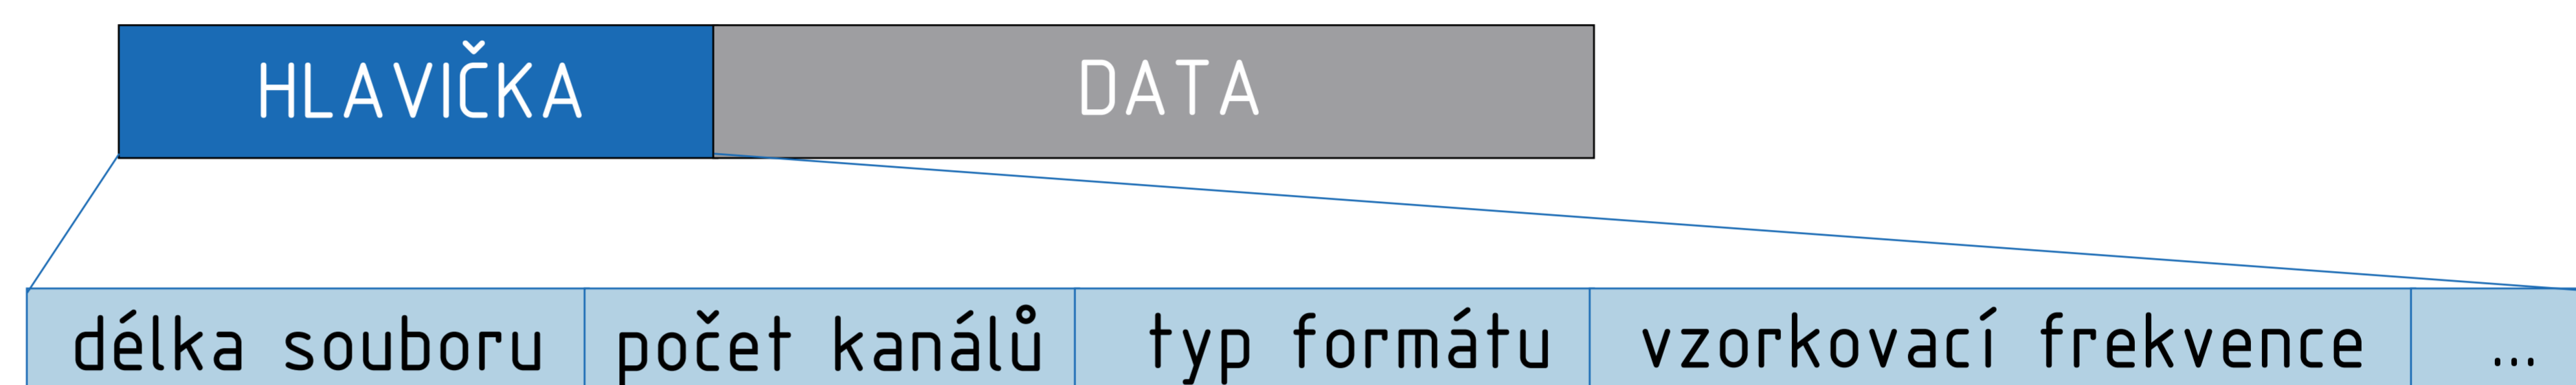 HLAVIČKA DATA
délka souboru počet kanálů typ formátu vzorkovací frekvence ...